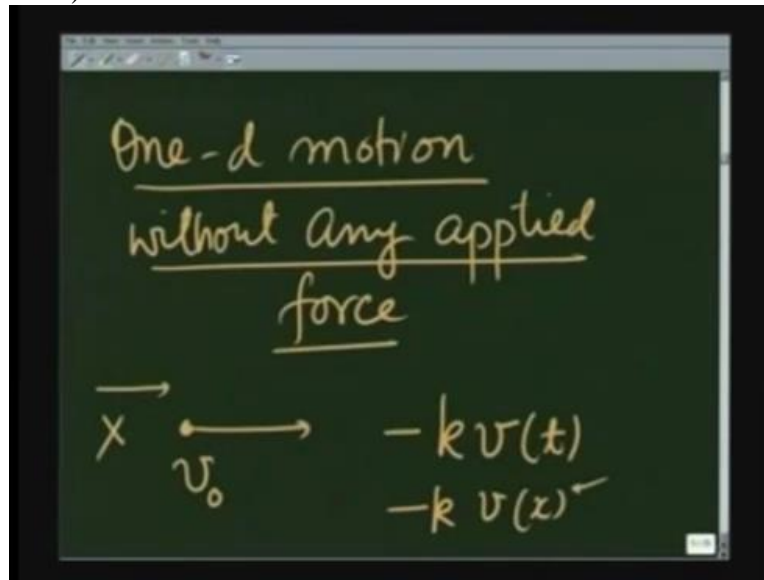 One-d motion
without any applied
force
X v₀ -k v(t)
-k v(x)